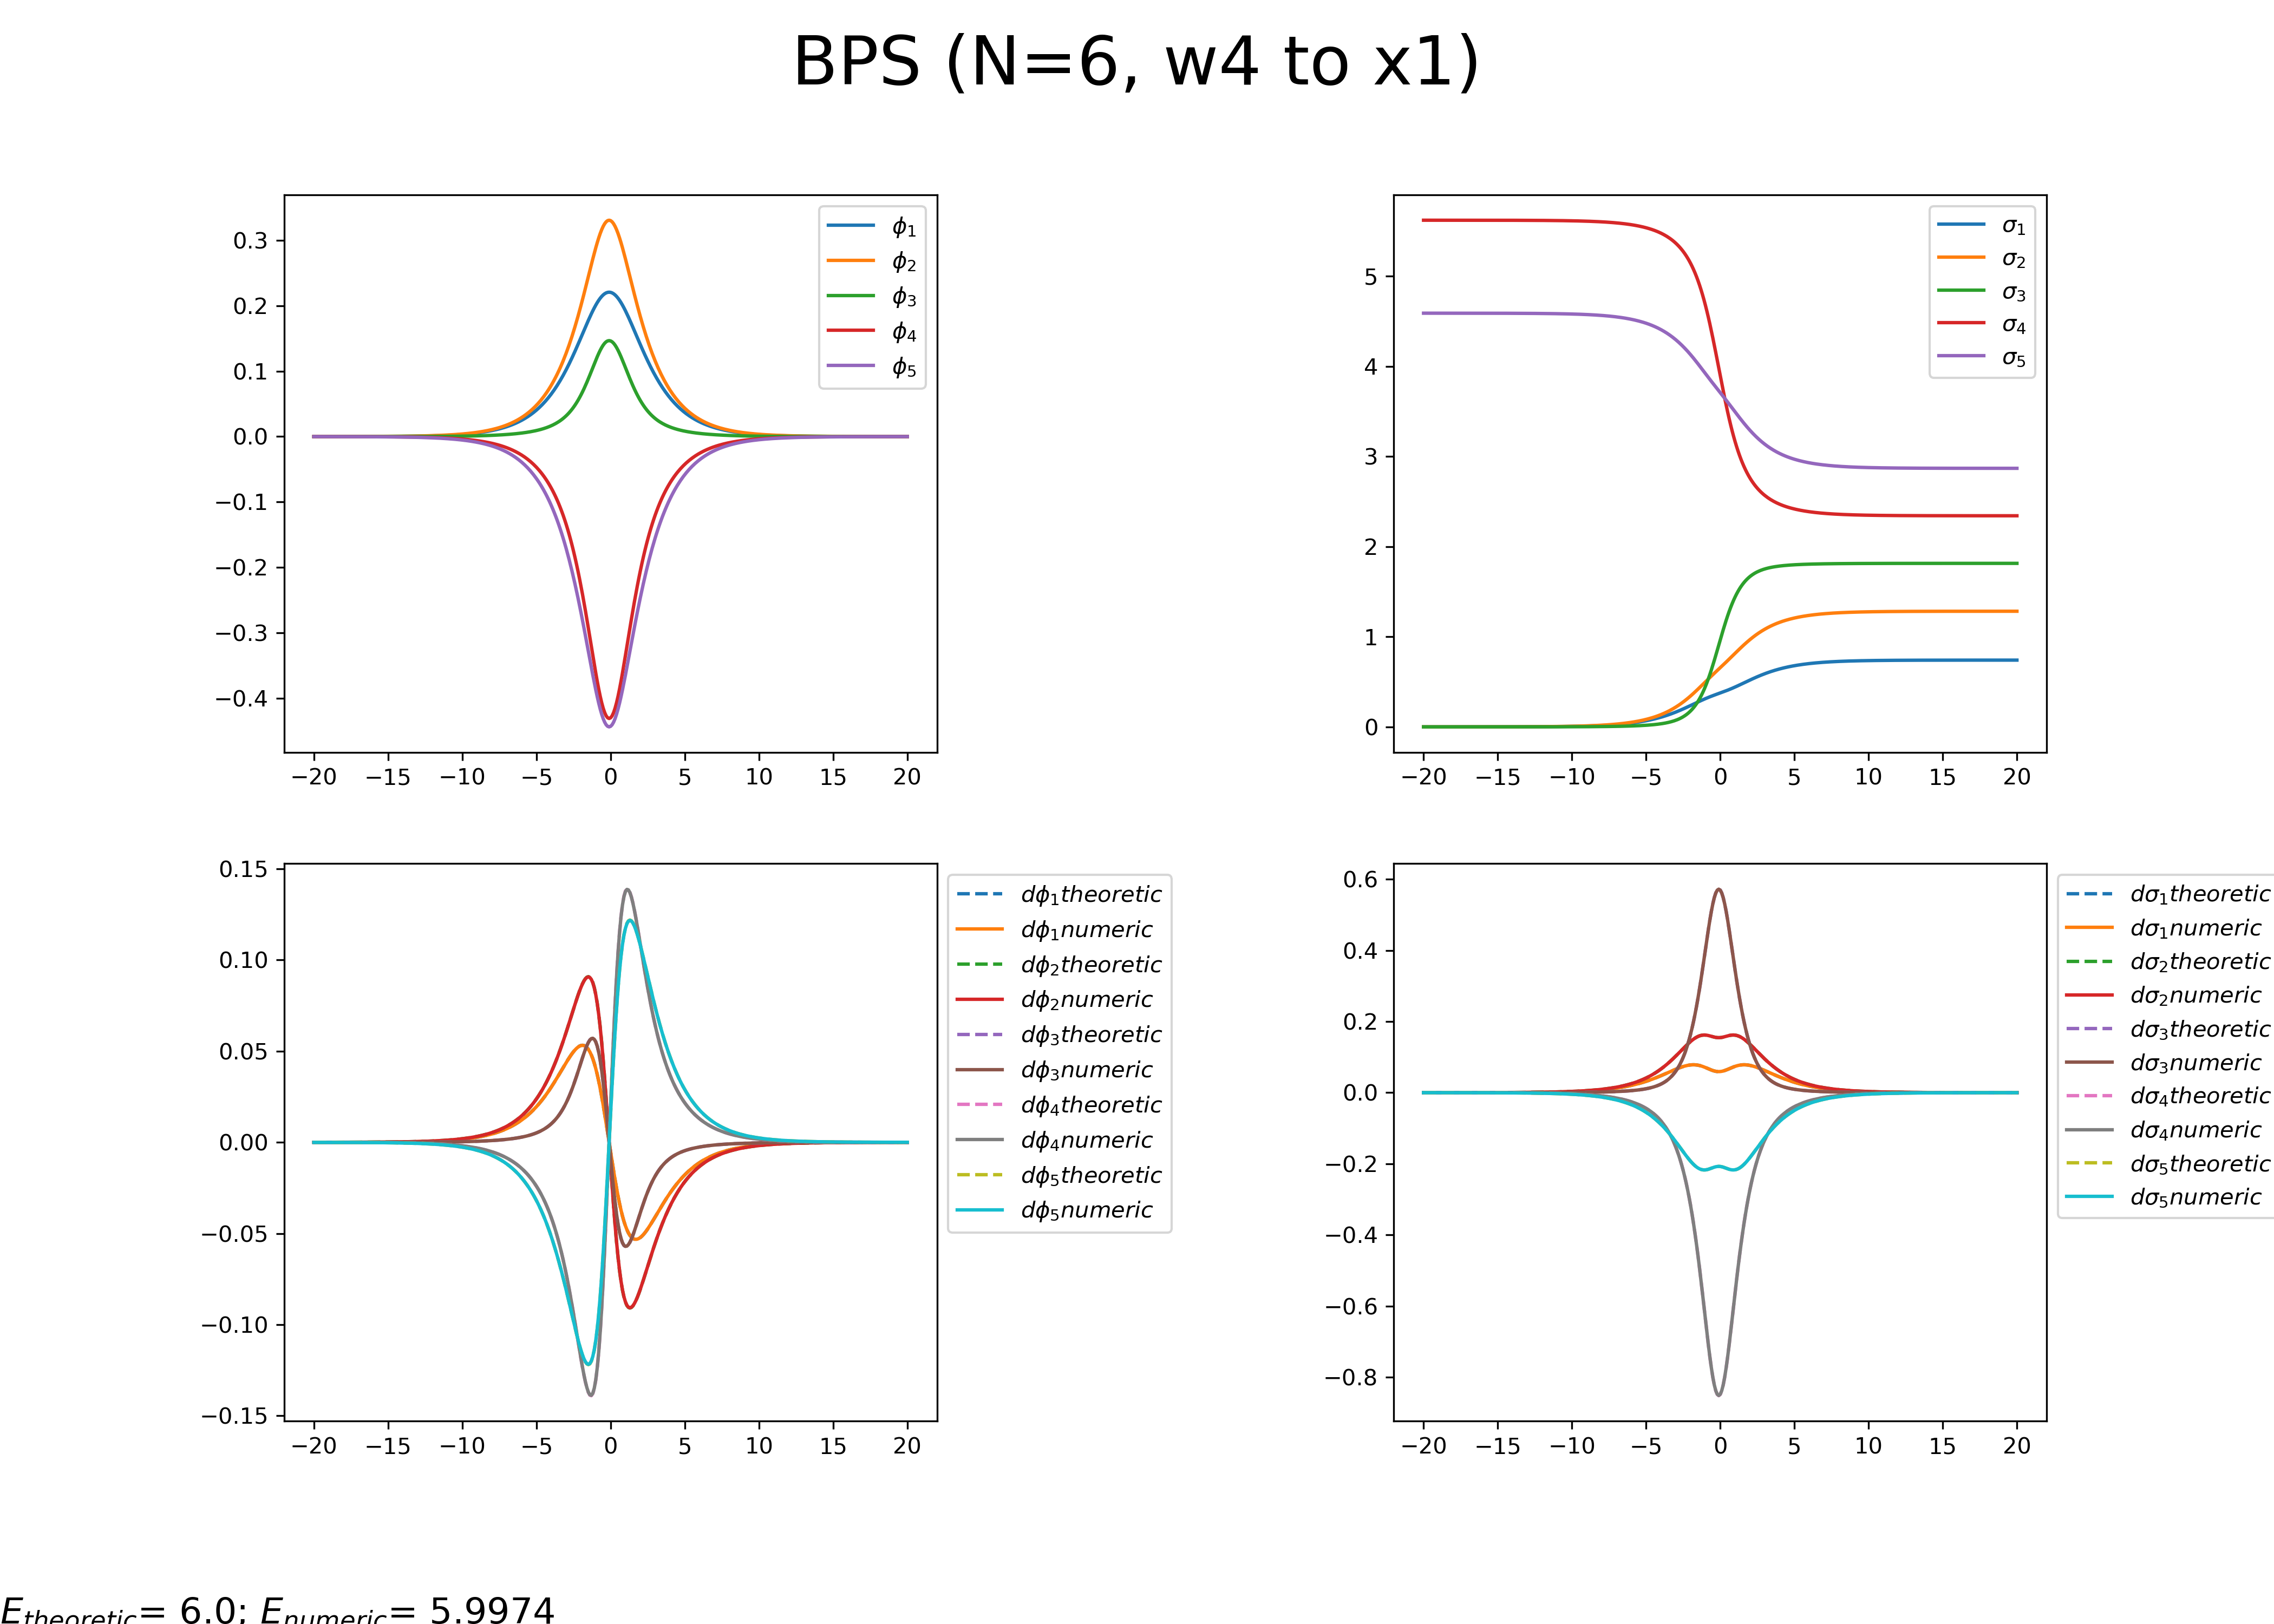 BPS (N=6, w4 to x1)
0.3
0.2
0.1
0.0
−0.1
−0.2
−0.3
−0.4
−20 −15 −10 −5 0 5 10 15 20
ϕ1
ϕ2
ϕ3
ϕ4
ϕ5
5
4
3
2
1
0
−20 −15 −10 −5 0 5 10 15 20
σ1
σ2
σ3
σ4
σ5
0.15
0.10
0.05
0.00
−0.05
−0.10
−0.15
−20 −15 −10 −5 0 5 10 15 20
dϕ1theoretic
dϕ1numeric
dϕ2theoretic
dϕ2numeric
dϕ3theoretic
dϕ3numeric
dϕ4theoretic
dϕ4numeric
dϕ5theoretic
dϕ5numeric
0.6
0.4
0.2
0.0
−0.2
−0.4
−0.6
−0.8
−20 −15 −10 −5 0 5 10 15 20
dσ1theoretic
dσ1numeric
dσ2theoretic
dσ2numeric
dσ3theoretic
dσ3numeric
dσ4theoretic
dσ4numeric
dσ5theoretic
dσ5numeric
Etheoretic= 6.0; Enumeric= 5.9974